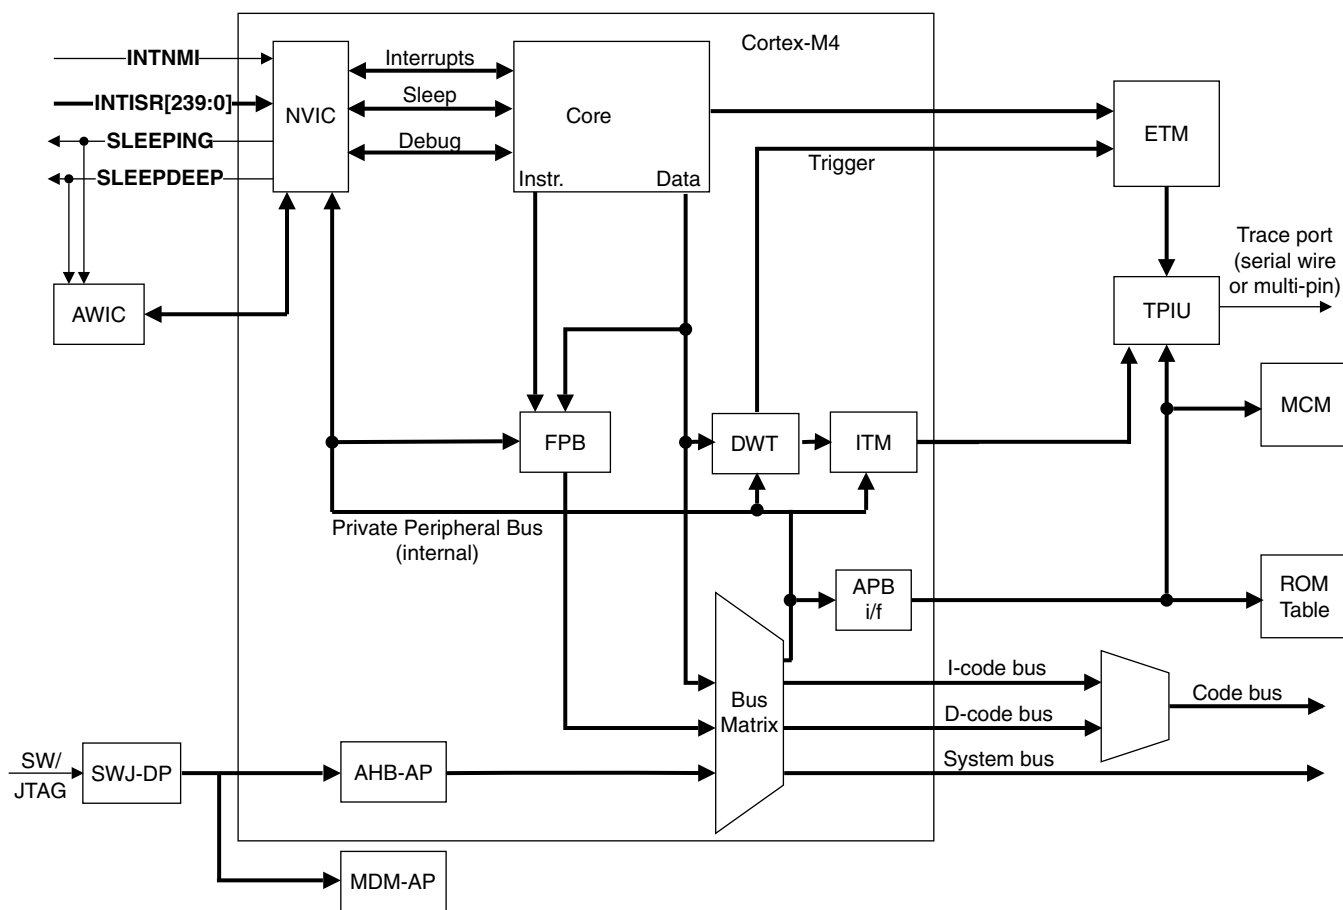 Cortex-M4
INTNMI
INTISR[239:0]
SLEEPING
SLEEPDEEP
NVIC
Interrupts
Sleep
Debug
Core
Instr.
Data
ETM
Trigger
Trace port
(serial wire
or multi-pin)
AWIC
TPIU
MCM
FPB
DWT
ITM
Private Peripheral Bus
(internal)
APB
i/f
ROM
Table
Bus
Matrix
I-code bus
D-code bus
System bus
Code bus
SW/
JTAG
SWJ-DP
AHB-AP
MDM-AP